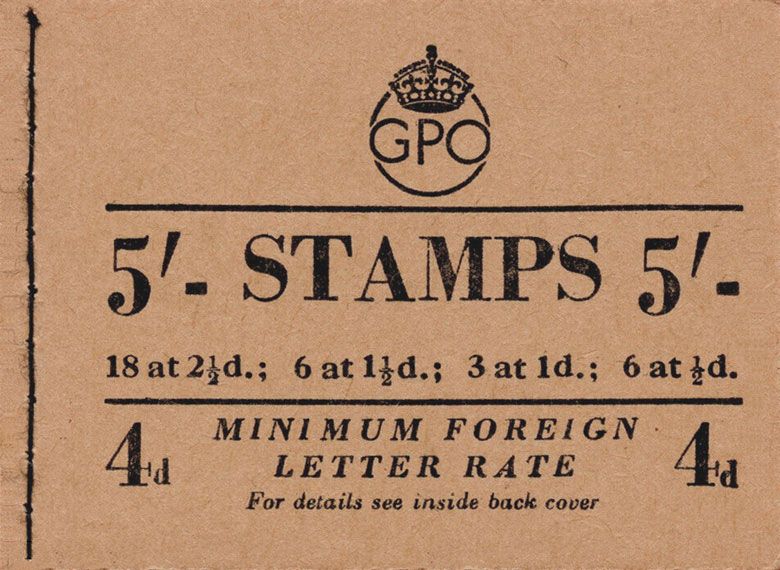 GPO
5/- STAMPS 5/-
18 at 2½d.; 6 at 1½d.; 3 at 1d.; 6 at ½d.
4d MINIMUM FOREIGN 4d
LETTER RATE
For details see inside back cover